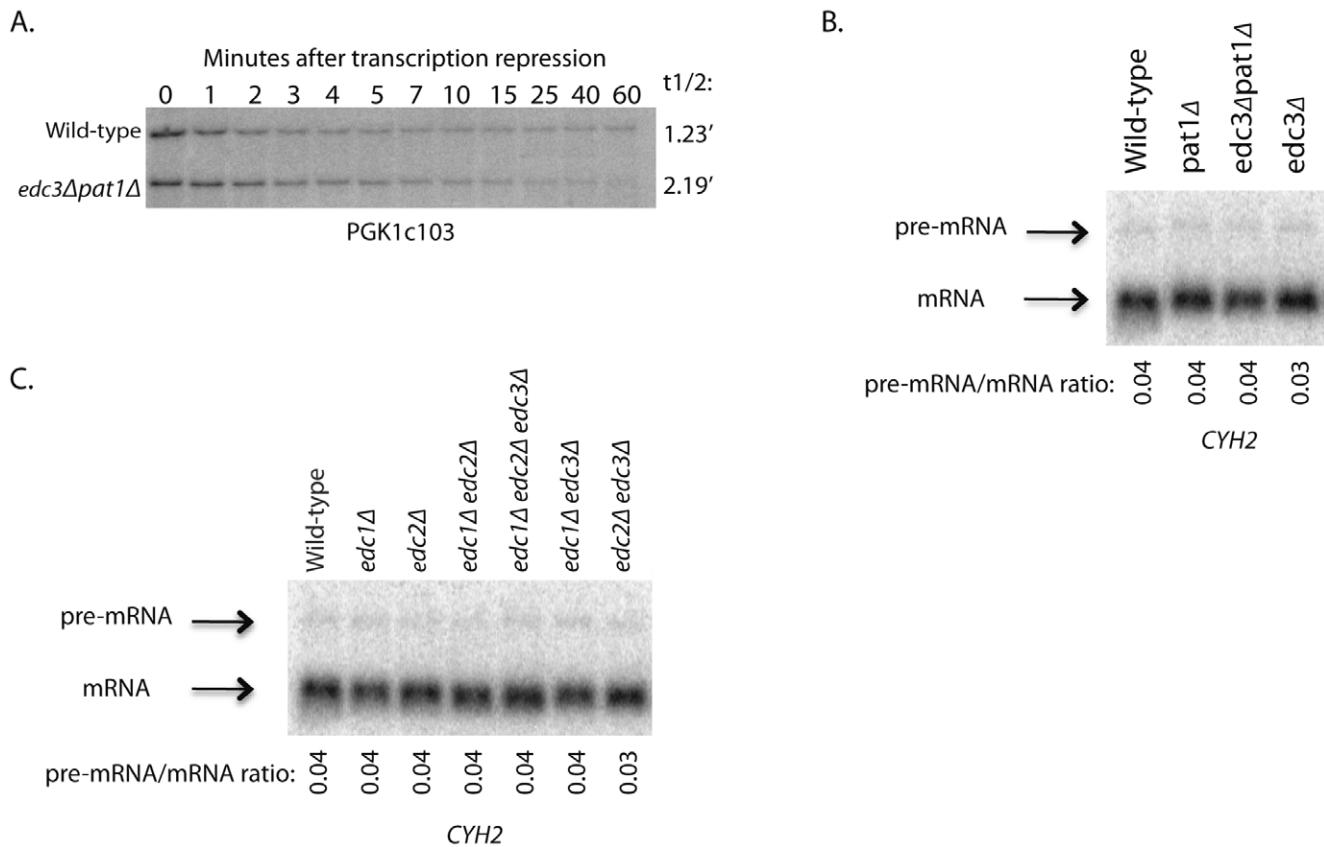 A.
Minutes after transcription repression
0 1 2 3 4 5 7 10 15 25 40 60 t1/2:
Wild-type 1.23′
edc3Δpat1Δ 2.19′
PGK1c103
B.
Wild-type
pat1Δ
edc3Δpat1Δ
edc3Δ
pre-mRNA
mRNA
pre-mRNA/mRNA ratio: 0.04 0.04 0.04 0.03
CYH2
C.
Wild-type
edc1Δ
edc2Δ
edc1Δ edc2Δ
edc1Δ edc2Δ edc3Δ
edc1Δ edc3Δ
edc2Δ edc3Δ
pre-mRNA
mRNA
pre-mRNA/mRNA ratio: 0.04 0.04 0.04 0.04 0.04 0.04 0.03
CYH2